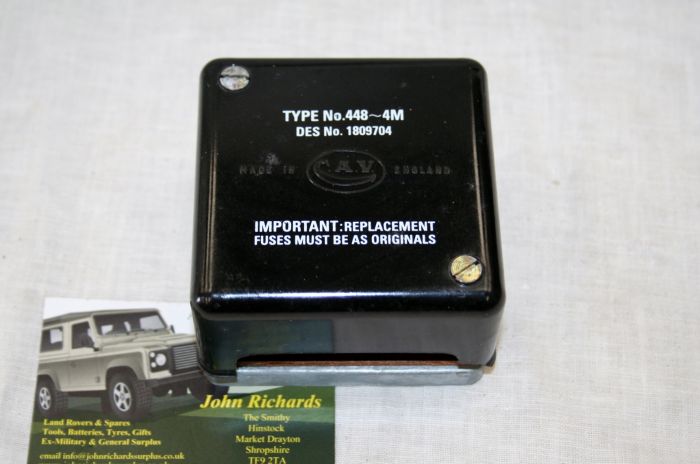 TYPE No.448~4M
DES No. 1809704
MADE IN C.A.V. ENGLAND
IMPORTANT: REPLACEMENT
FUSES MUST BE AS ORIGINALS
John Richards
The Smithy
Hinstock
Market Drayton
Shropshire
TF9 2TA
Land Rovers & Spares
Tools, Batteries, Tyres, Gifts
Ex-Military & General Surplus
email info@johnrichardssurplus.co.uk